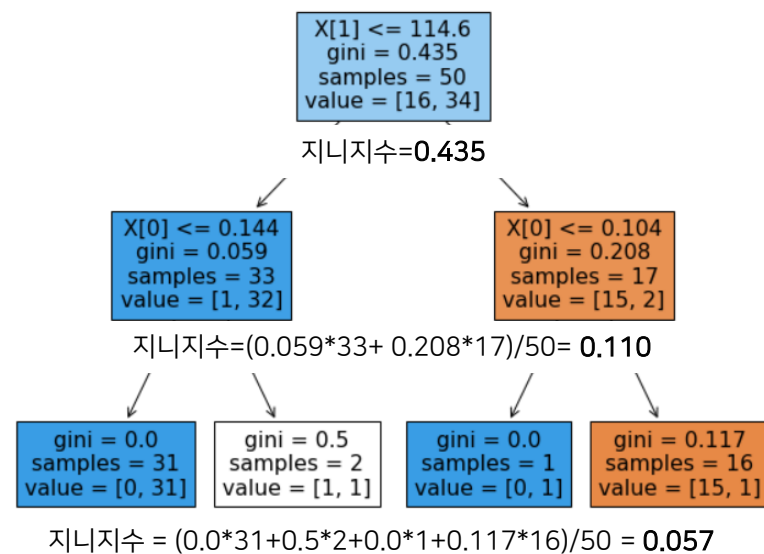 X[1] <= 114.6
gini = 0.435
samples = 50
value = [16, 34]
지니지수=0.435
X[0] <= 0.144
gini = 0.059
samples = 33
value = [1, 32]
X[0] <= 0.104
gini = 0.208
samples = 17
value = [15, 2]
지니지수=(0.059*33+ 0.208*17)/50= 0.110
gini = 0.0
samples = 31
value = [0, 31]
gini = 0.5
samples = 2
value = [1, 1]
gini = 0.0
samples = 1
value = [0, 1]
gini = 0.117
samples = 16
value = [15, 1]
지니지수 = (0.0*31+0.5*2+0.0*1+0.117*16)/50 = 0.057